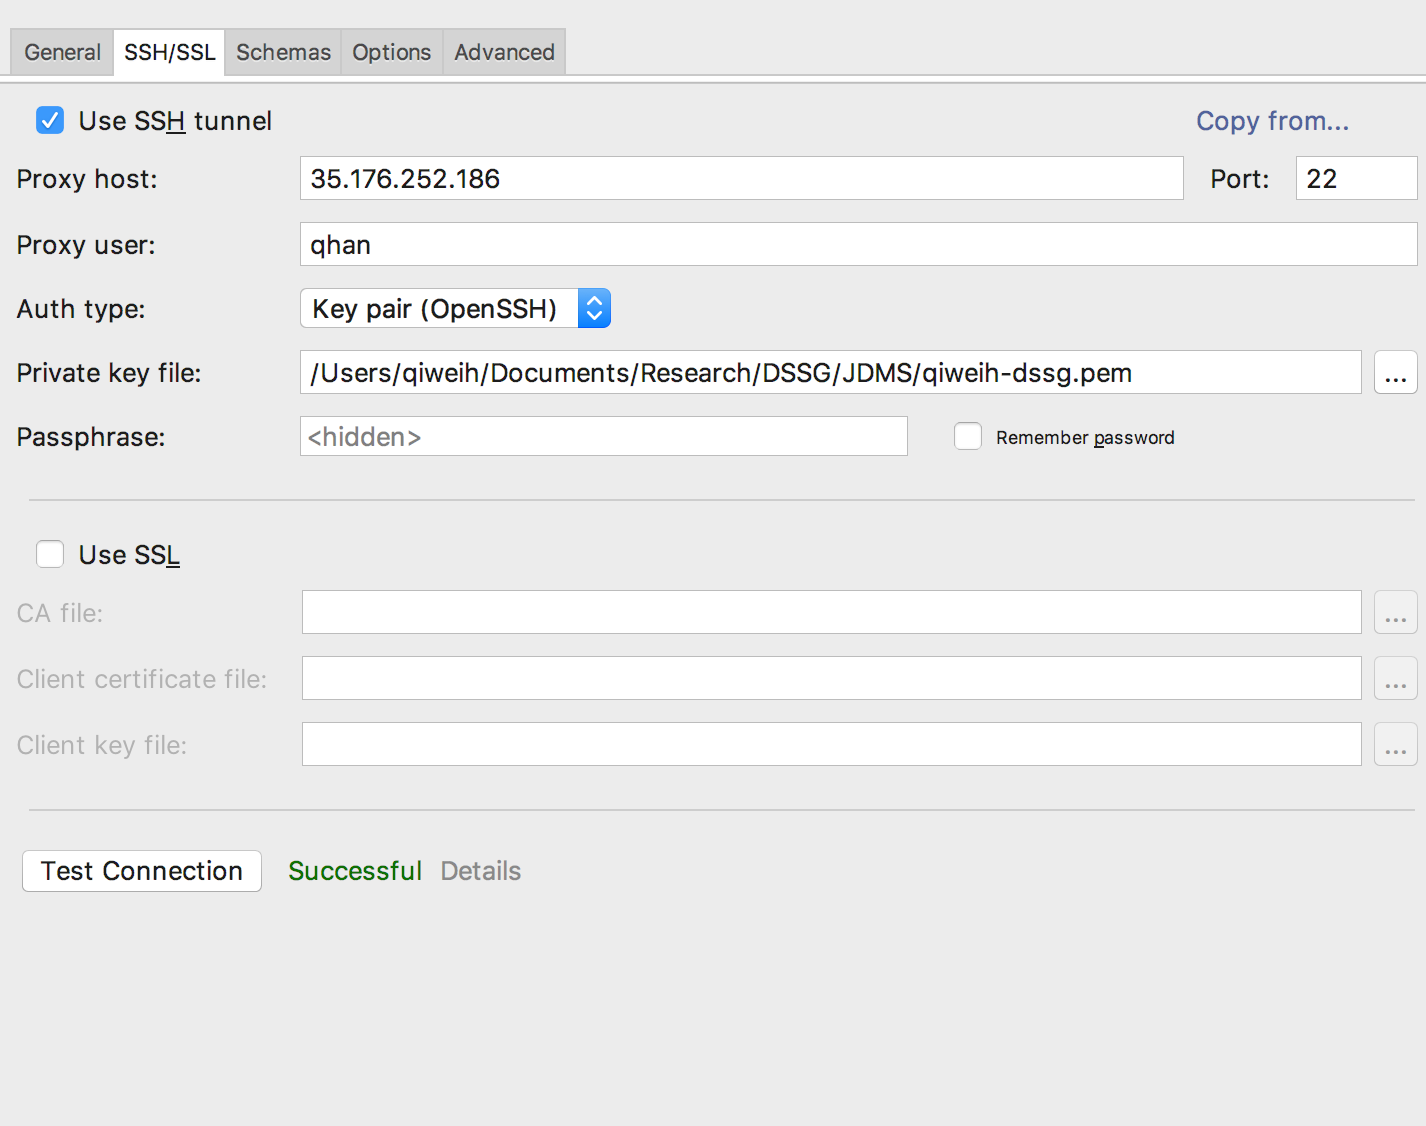 General SSH/SSL Schemas Options Advanced
Use SSH tunnel Copy from...
Proxy host: 35.176.252.186 Port: 22
Proxy user: qhan
Auth type: Key pair (OpenSSH)
Private key file: /Users/qiweih/Documents/Research/DSSG/JDMS/qiweih-dssg.pem ...
Passphrase: <hidden> Remember password
Use SSL
CA file: ...
Client certificate file: ...
Client key file: ...
Test Connection Successful Details